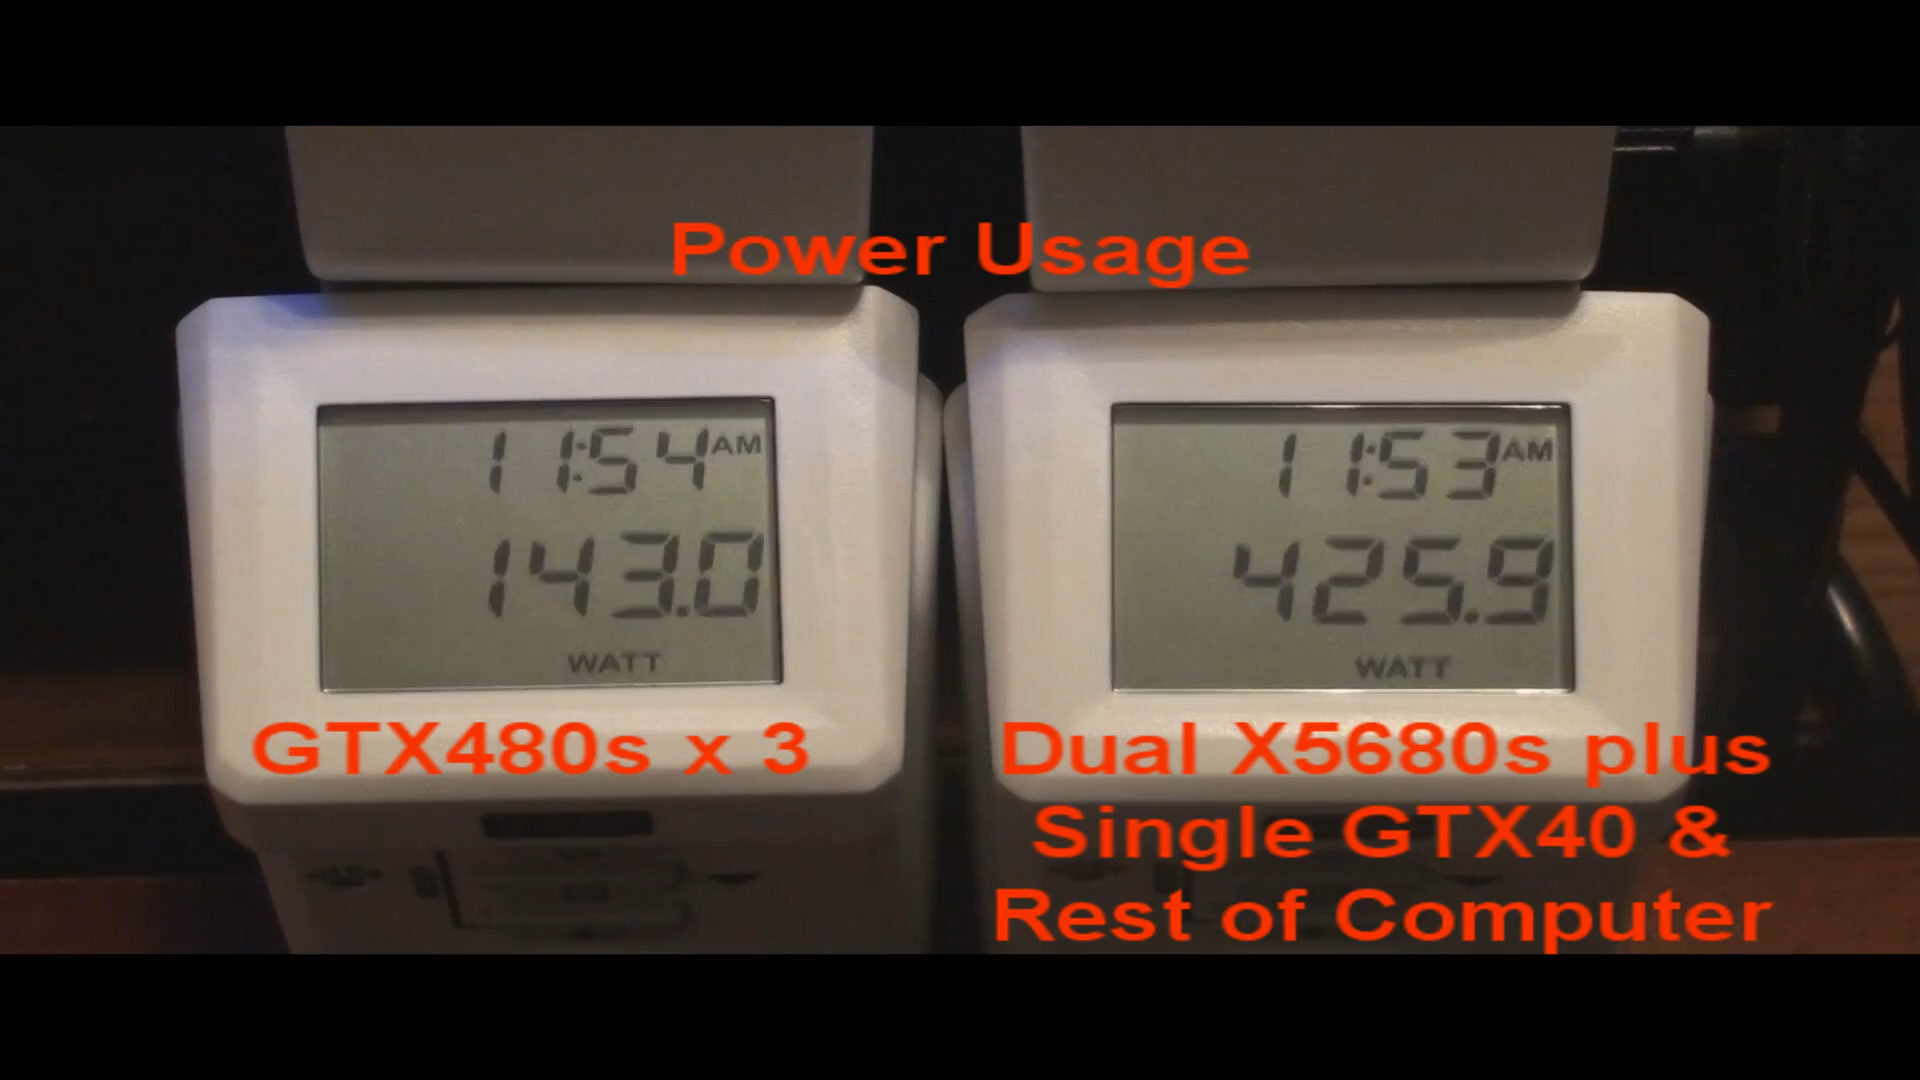 Power Usage
11:54 AM
143.0
WATT
11:53 AM
425.9
WATT
GTX480s x 3
Dual X5680s plus
Single GTX40 &
Rest of Computer